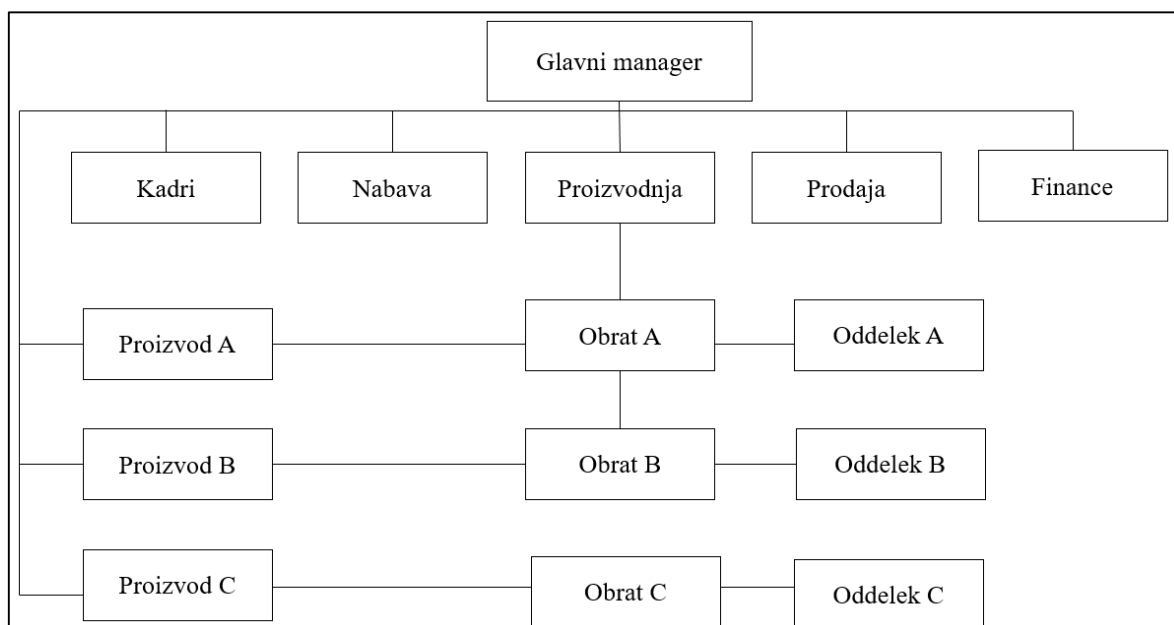 Glavni manager
Kadri
Nabava
Proizvodnja
Prodaja
Finance
Proizvod A
Obrat A
Oddelek A
Proizvod B
Obrat B
Oddelek B
Proizvod C
Obrat C
Oddelek C